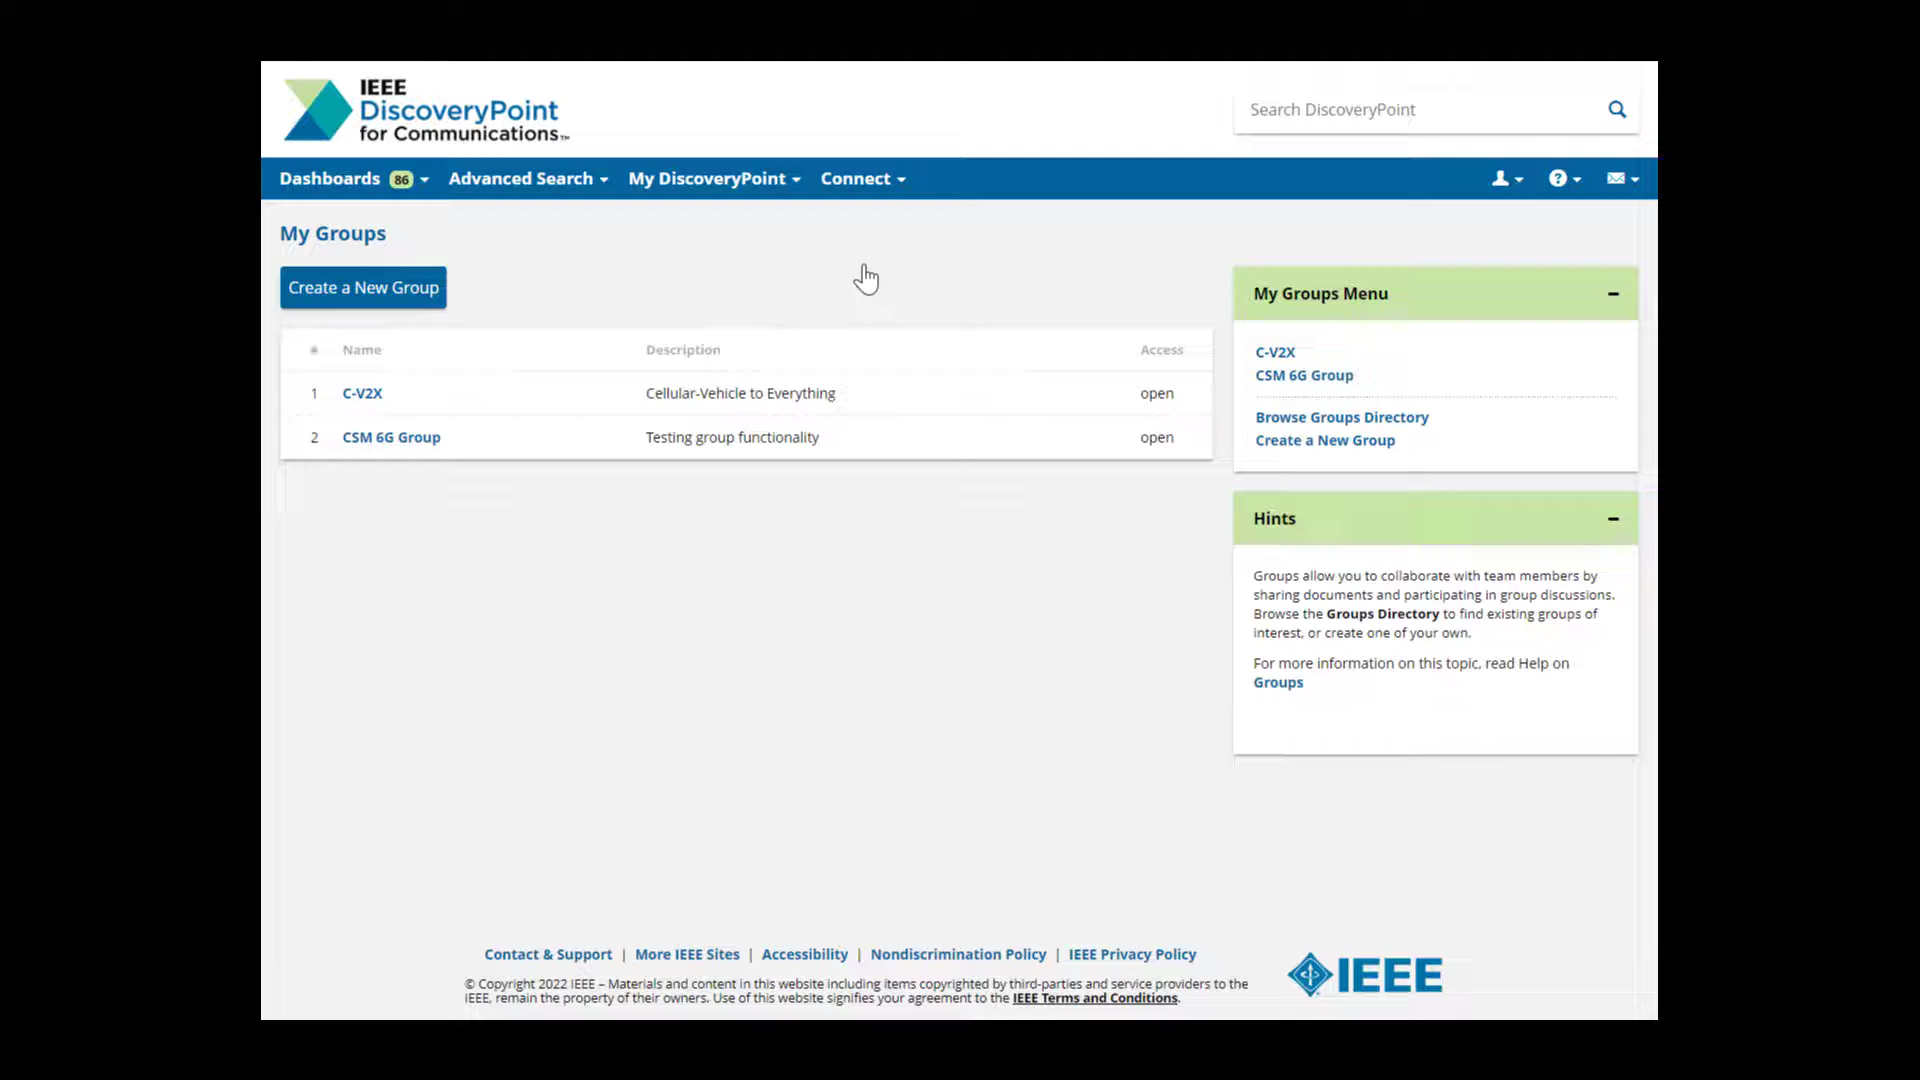 IEEE
DiscoveryPoint
for Communications™
Search DiscoveryPoint
Dashboards 86 Advanced Search My DiscoveryPoint Connect
My Groups
Create a New Group
# Name Description Access
1 C-V2X Cellular-Vehicle to Everything open
2 CSM 6G Group Testing group functionality open
My Groups Menu
C-V2X
CSM 6G Group
Browse Groups Directory
Create a New Group
Hints
Groups allow you to collaborate with team members by
sharing documents and participating in group discussions.
Browse the Groups Directory to find existing groups of
interest, or create one of your own.
For more information on this topic, read Help on
Groups
Contact & Support | More IEEE Sites | Accessibility | Nondiscrimination Policy | IEEE Privacy Policy
© Copyright 2022 IEEE – Materials and content in this website including items copyrighted by third-parties and service providers to the
IEEE, remain the property of their owners. Use of this website signifies your agreement to the IEEE Terms and Conditions.
IEEE